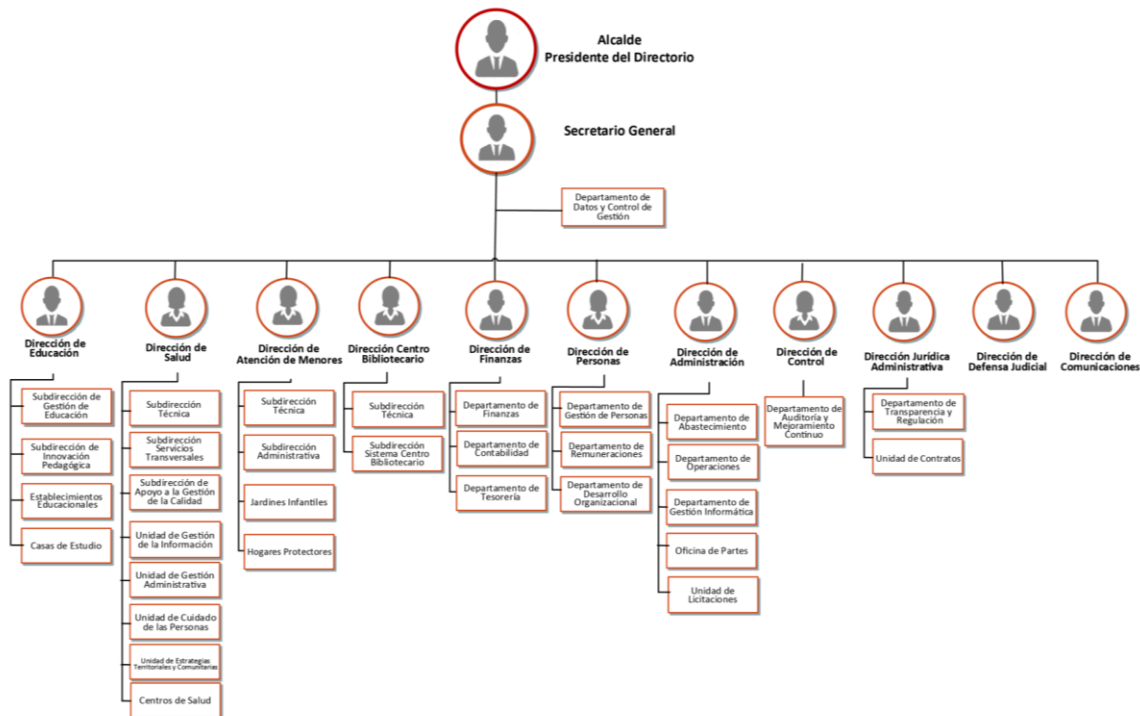 Alcalde
Presidente del Directorio
Secretario General
Departamento de
Datos y Control de
Gestión
Dirección de
Educación
Subdirección de
Gestión de
Educación
Subdirección de
Innovación
Pedagógica
Establecimientos
Educacionales
Casas de Estudio
Dirección de
Salud
Subdirección
Técnica
Subdirección
Servicios
Transversales
Subdirección de
Apoyo a la Gestión
de la Calidad
Unidad de Gestión
de la Información
Unidad de Gestión
Administrativa
Unidad de Cuidado
de las Personas
Unidad de Estrategias
Territoriales y Comunitarias
Centros de Salud
Dirección de
Atención de Menores
Subdirección
Técnica
Subdirección
Administrativa
Jardines Infantiles
Hogares Protectores
Dirección Centro
Bibliotecario
Subdirección
Técnica
Subdirección
Sistema Centro
Bibliotecario
Dirección de
Finanzas
Departamento de
Finanzas
Departamento de
Contabilidad
Departamento de
Tesorería
Dirección de
Personas
Departamento de
Gestión de Personas
Departamento de
Remuneraciones
Departamento de
Desarrollo
Organizacional
Dirección de
Administración
Departamento de
Abastecimiento
Departamento de
Operaciones
Departamento de
Gestión Informática
Oficina de Partes
Unidad de
Licitaciones
Dirección de
Control
Departamento de
Auditoría y
Mejoramiento
Continuo
Dirección Jurídica
Administrativa
Departamento de
Transparencia y
Regulación
Unidad de Contratos
Dirección de
Defensa Judicial
Dirección de
Comunicaciones